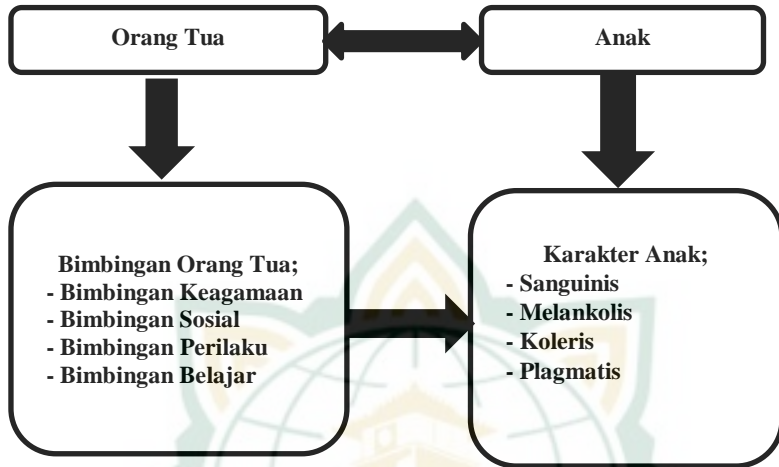 Orang Tua
Anak
Bimbingan Orang Tua;
- Bimbingan Keagamaan
- Bimbingan Sosial
- Bimbingan Perilaku
- Bimbingan Belajar
Karakter Anak;
- Sanguinis
- Melankolis
- Koleris
- Plagmatis